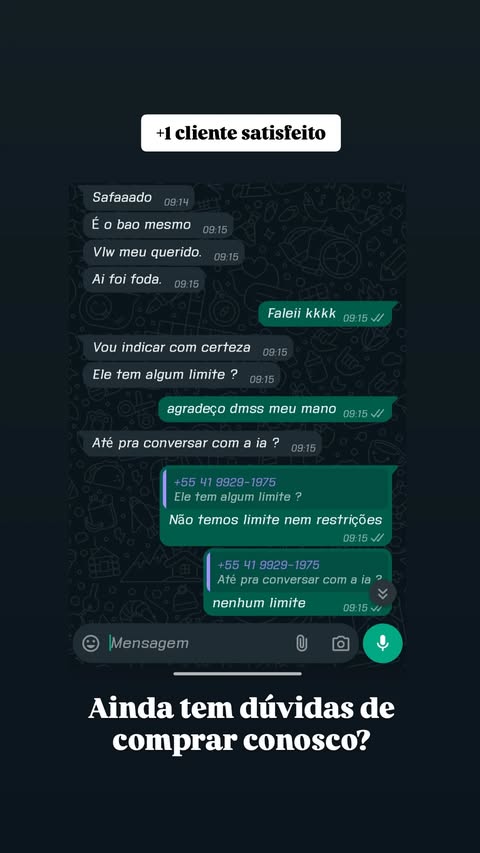 +1 cliente satisfeito
Safaaado 09:14
É o bao mesmo 09:15
Vlw meu querido. 09:15
Ai foi foda. 09:15
Faleii kkkk 09:15
Vou indicar com certeza 09:15
Ele tem algum limite ? 09:15
agradeço dmss meu mano 09:15
Até pra conversar com a ia ? 09:15
+55 41 9929-1975
Ele tem algum limite ?
Não temos limite nem restrições
09:15
+55 41 9929-1975
Até pra conversar com a ia ?
nenhum limite 09:15
Mensagem
Ainda tem dúvidas de
comprar conosco?